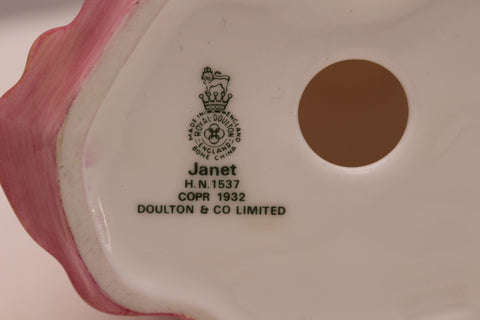 MADE IN ENGLAND
ROYAL DOULTON
ENGLAND
BONE CHINA
Janet
H.N.1537
COPR 1932
DOULTON & CO LIMITED